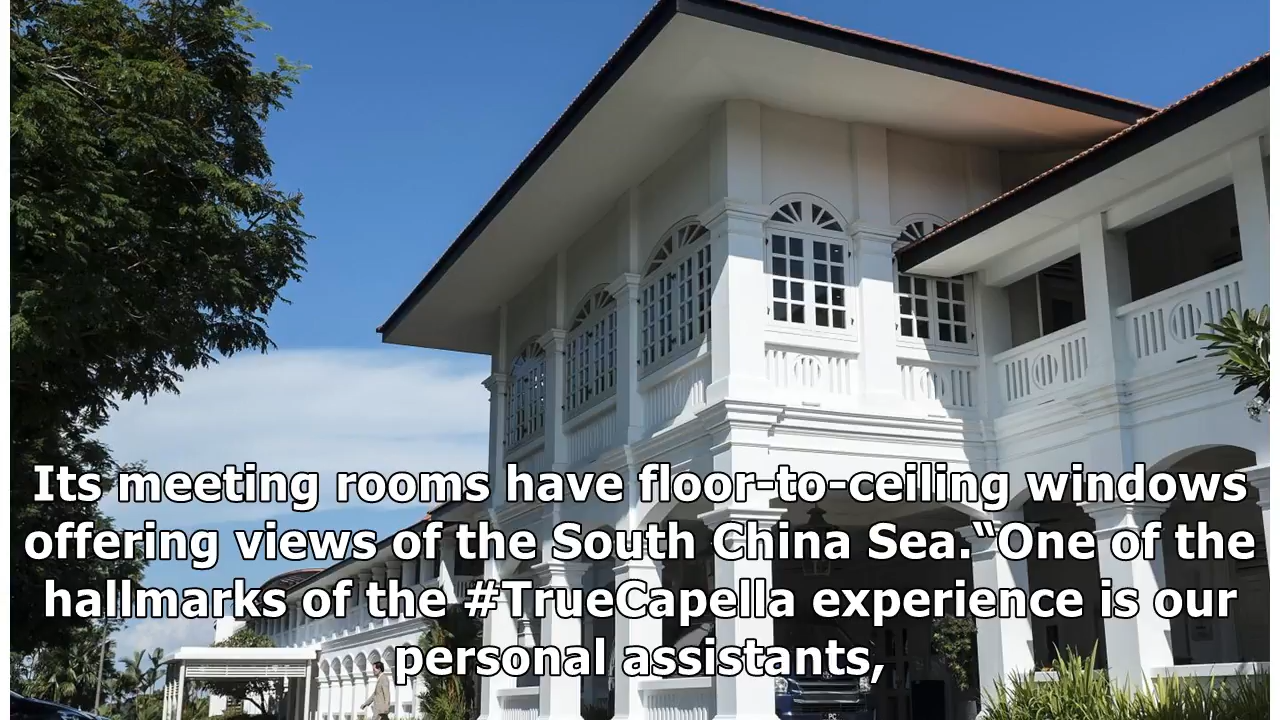 Its meeting rooms have floor-to-ceiling windows
offering views of the South China Sea.“One of the
hallmarks of the #TrueCapella experience is our
personal assistants,
PC